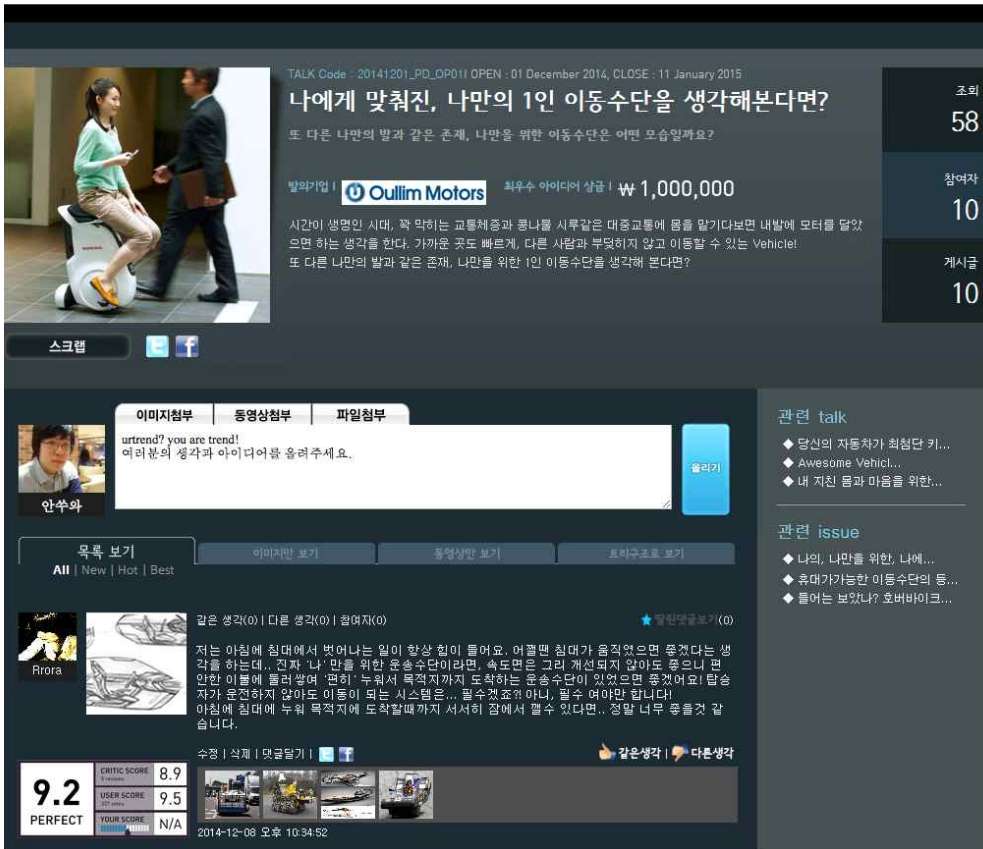 TALK Code : 20141201_PD_OP01I OPEN : 01 December 2014, CLOSE : 11 January 2015
나에게 맞춰진, 나만의 1인 이동수단을 생각해본다면?
또 다른 나만의 발과 같은 존재, 나만을 위한 이동수단은 어떤 모습일까요?
발의기업 | Oullim Motors 최우수 아이디어 상금 | ₩ 1,000,000
시간이 생명인 시대, 꽉 막히는 교통체증과 콩나물 시루같은 대중교통에 몸을 맡기다보면 내발에 모터를 달았
으면 하는 생각을 한다. 가까운 곳도 빠르게, 다른 사람과 부딪히지 않고 이동할 수 있는 Vehicle!
또 다른 나만의 발과 같은 존재, 나만을 위한 1인 이동수단을 생각해 본다면?
조회
58
참여자
10
게시글
10
스크랩
이미지첨부 동영상첨부 파일첨부
urtrend? you are trend!
여러분의 생각과 아이디어를 올려주세요.
올리기
안쑤와
목록 보기 이미지만 보기 동영상만 보기 트리구조로 보기
All | New | Hot | Best
관련 talk
◆ 당신의 자동차가 최첨단 키...
◆ Awesome Vehicl...
◆ 내 지친 몸과 마음을 위한...
관련 issue
◆ 나의, 나만을 위한, 나에...
◆ 휴대가가능한 이동수단의 등...
◆ 들어는 보았나? 호버바이크...
Rrora
같은 생각(0) | 다른 생각(0) | 참여자(0) ★ 딸린댓글보기(0)
저는 아침에 침대에서 벗어나는 일이 항상 힘이 들어요. 어쩔땐 침대가 움직였으면 좋겠다는 생
각을 하는데.. 진짜 '나' 만을 위한 운송수단이라면, 속도면은 그리 개선되지 않아도 좋으니 편
안한 이불에 둘러쌓여 '편히' 누워서 목적지까지 도착하는 운송수단이 있었으면 좋겠어요! 탑승
자가 운전하지 않아도 이동이 되는 시스템은... 필수겠죠?! 아니, 필수 여야만 합니다!
아침에 침대에 누워 목적지에 도착할때까지 서서히 잠에서 깰수 있다면.. 정말 너무 좋을것 같
습니다.
수정 | 삭제 | 댓글달기 | 같은생각 | 다른생각
9.2
PERFECT
CRITIC SCORE 8.9
USER SCORE 9.5
YOUR SCORE N/A
2014-12-08 오후 10:34:52